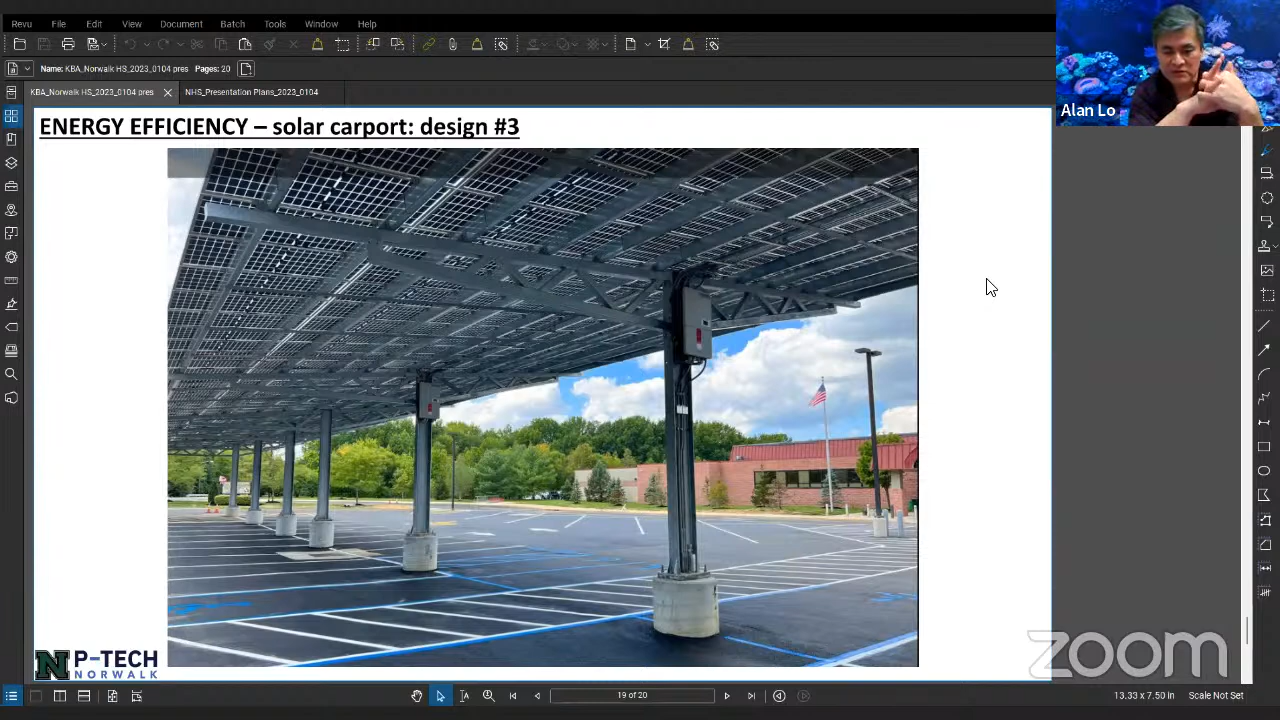 Revu File Edit View Document Batch Tools Window Help
Name: KBA_Norwalk HS_2023_0104 pres Pages: 20
KBA_Norwalk HS_2023_0104 pres NHS_Presentation Plans_2023_0104
Alan Lo
ENERGY EFFICIENCY – solar carport: design #3
N P-TECH
NORWALK
zoom
19 of 20
13.33 x 7.50 in Scale Not Set